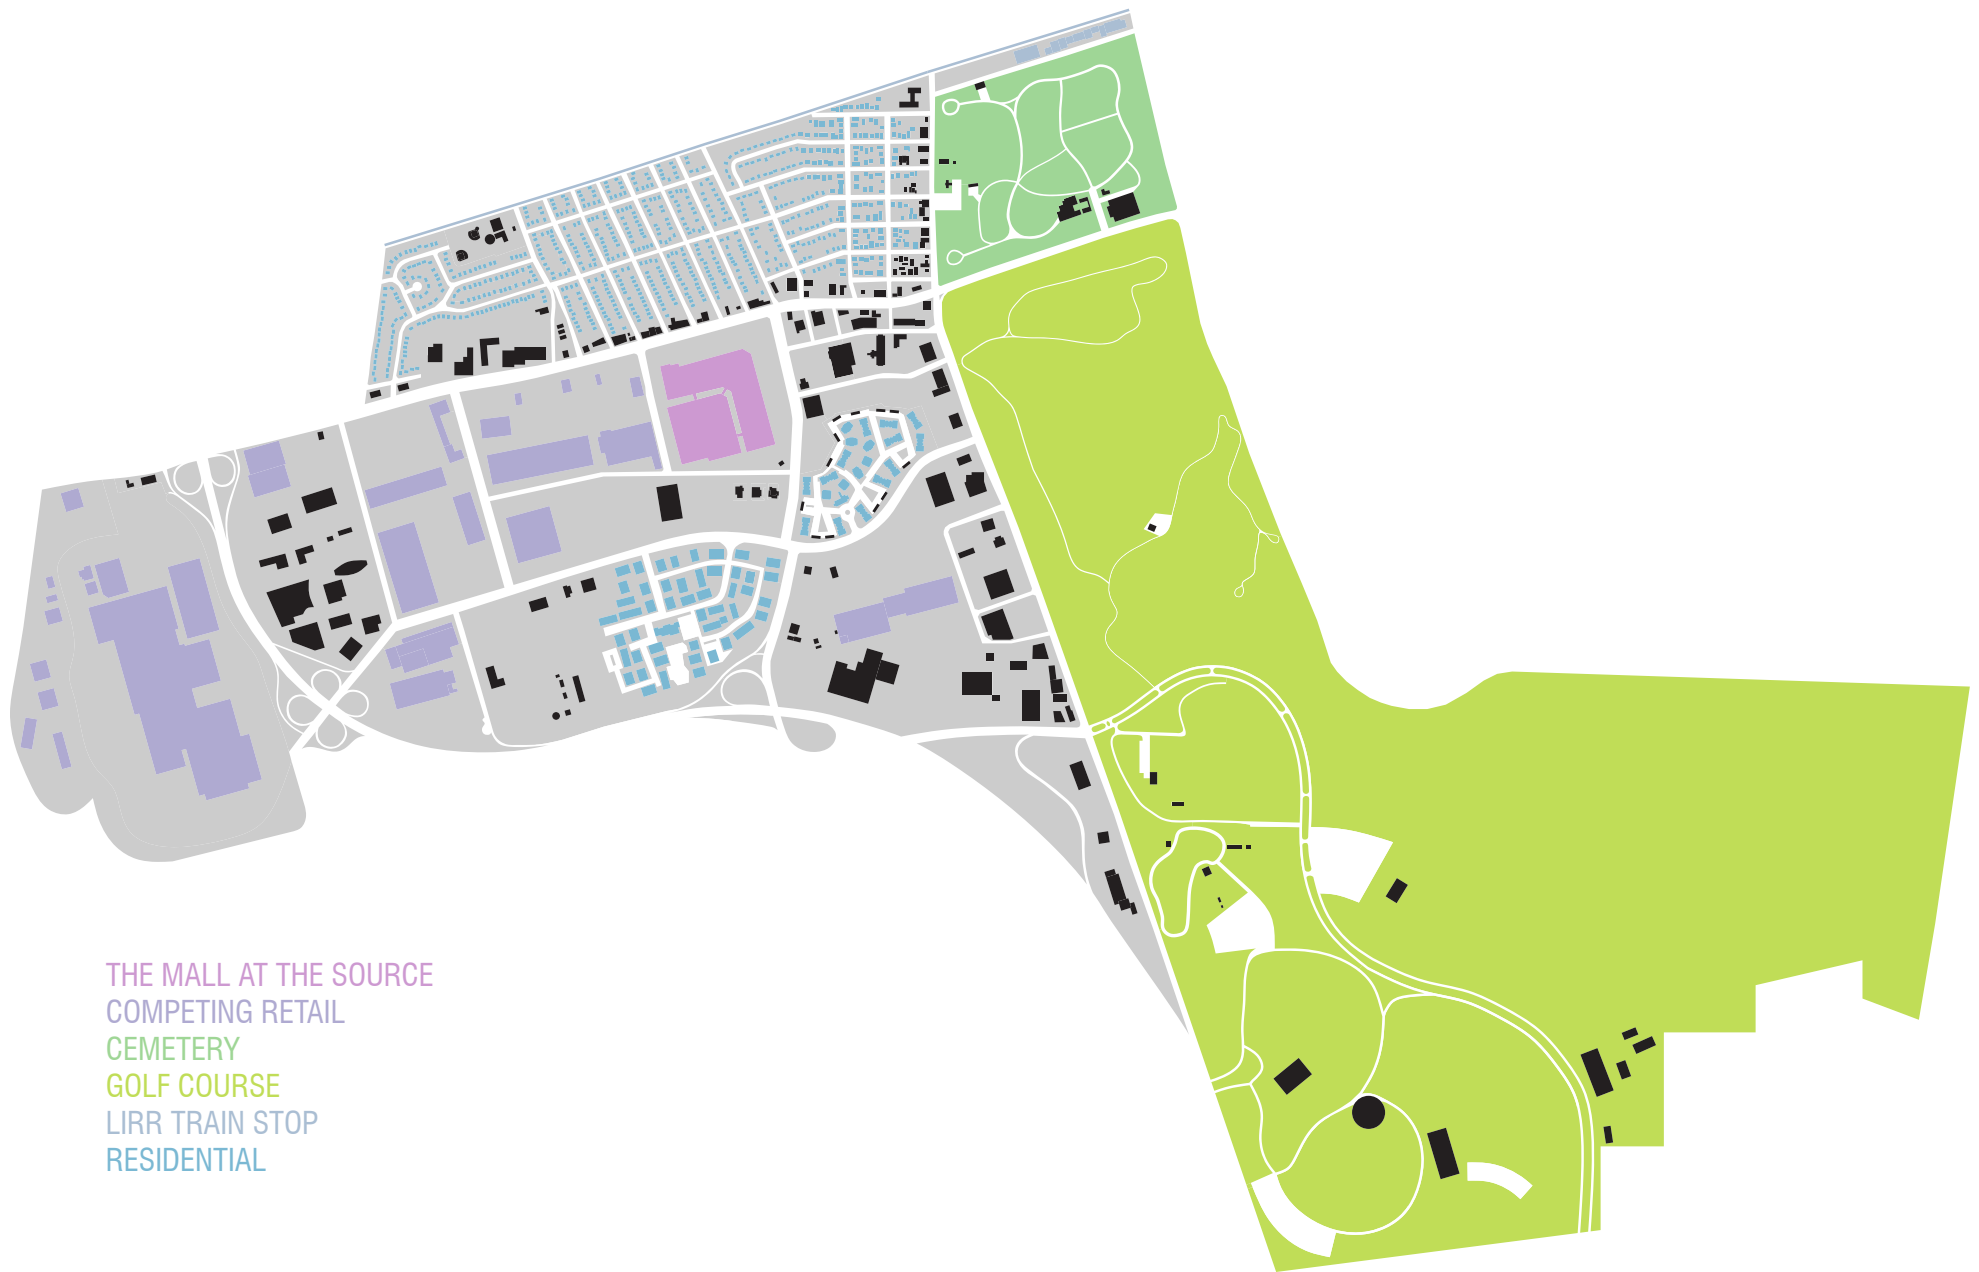 THE MALL AT THE SOURCE
COMPETING RETAIL
CEMETERY
GOLF COURSE
LIRR TRAIN STOP
RESIDENTIAL